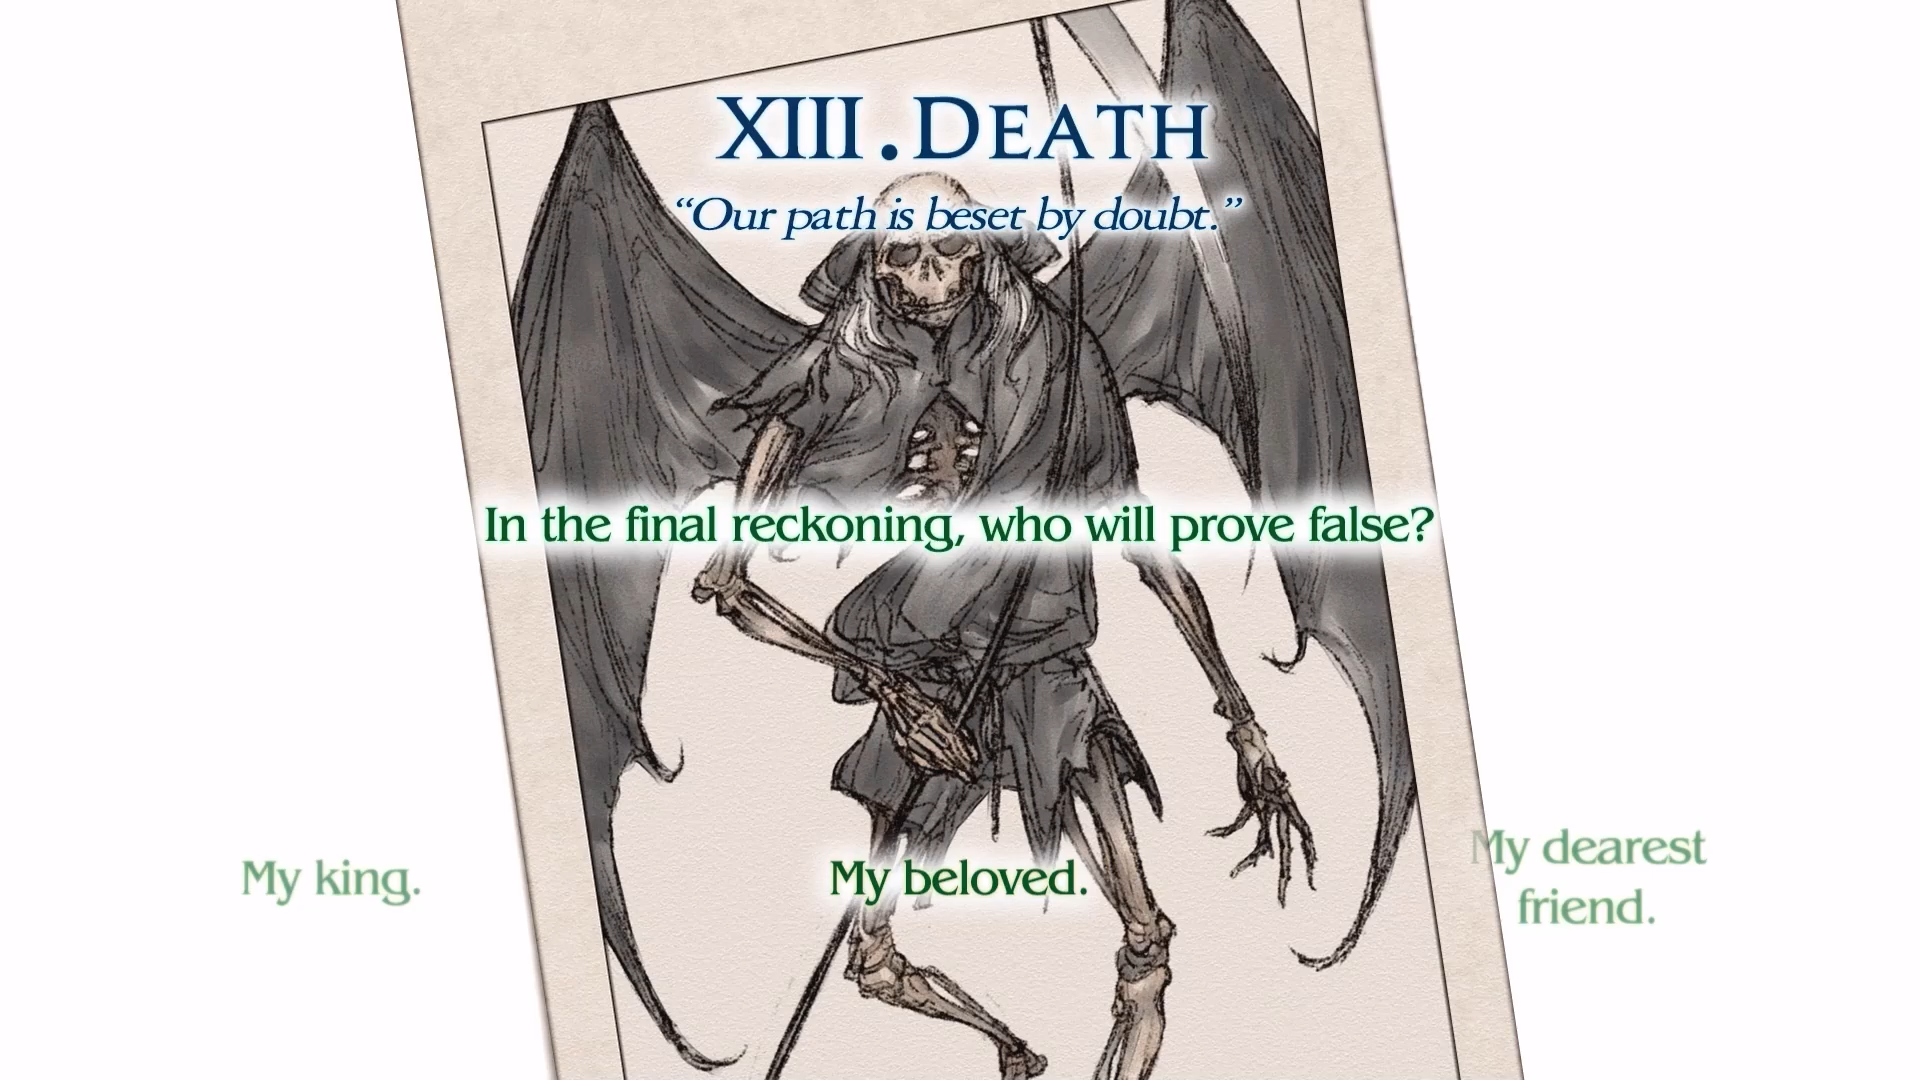 XIII. DEATH
“Our path is beset by doubt.”
In the final reckoning, who will prove false?
My king.
My beloved.
My dearest
friend.